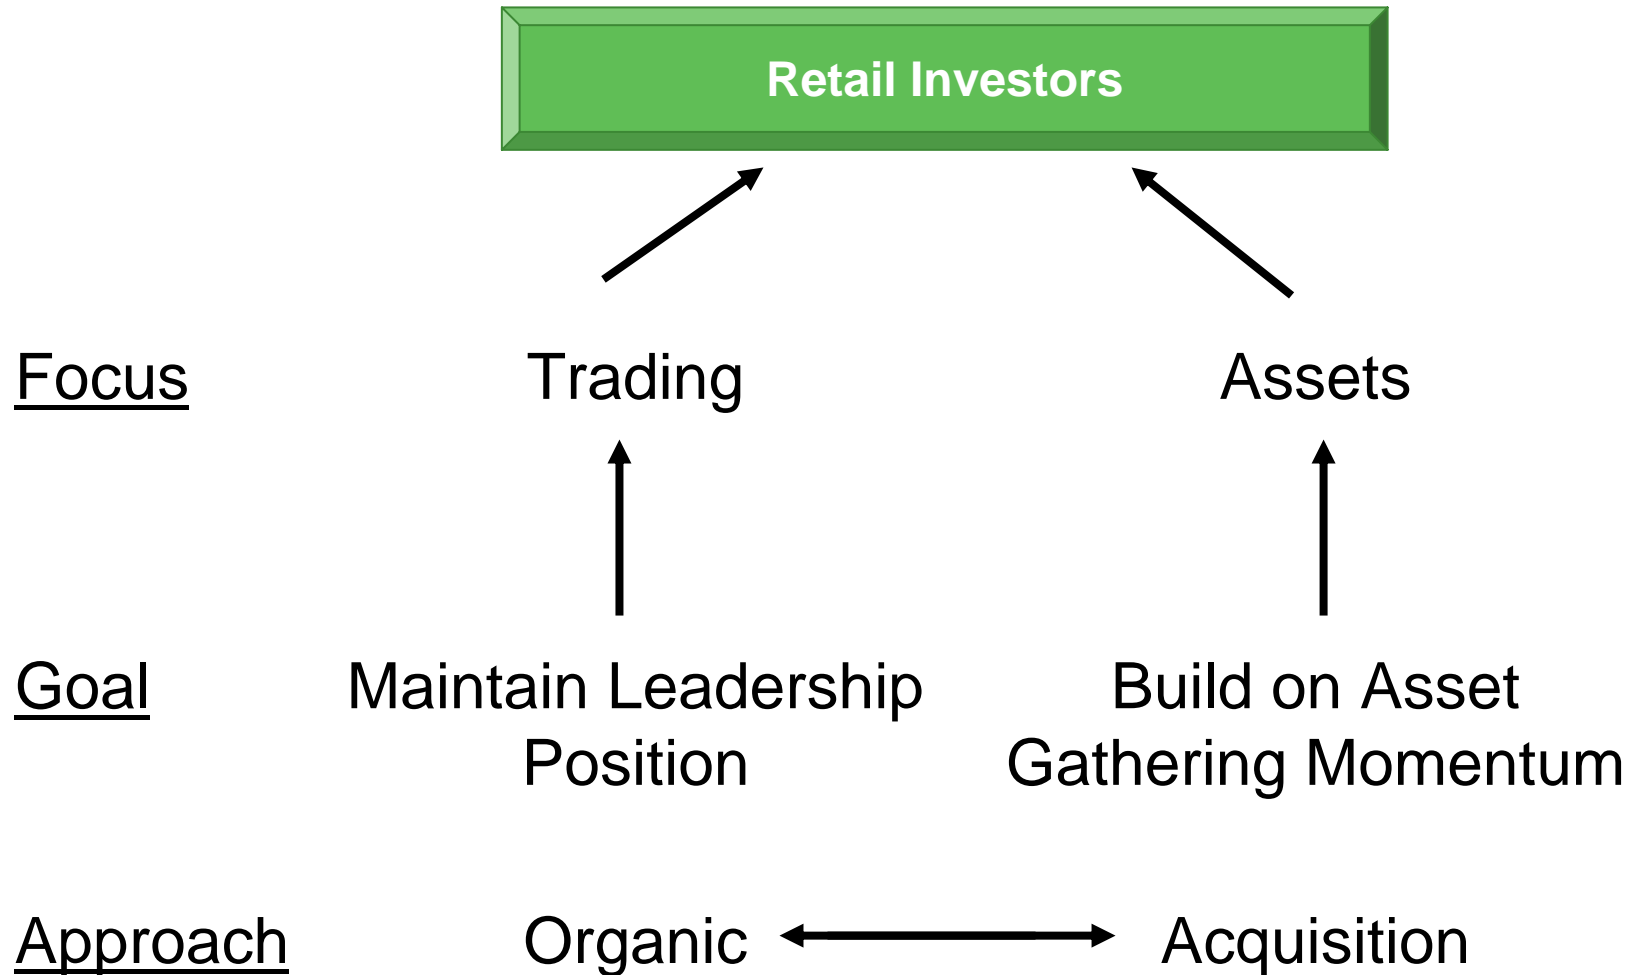 Retail Investors
Focus Trading Assets
Goal Maintain Leadership Build on Asset
Position Gathering Momentum
Approach Organic Acquisition